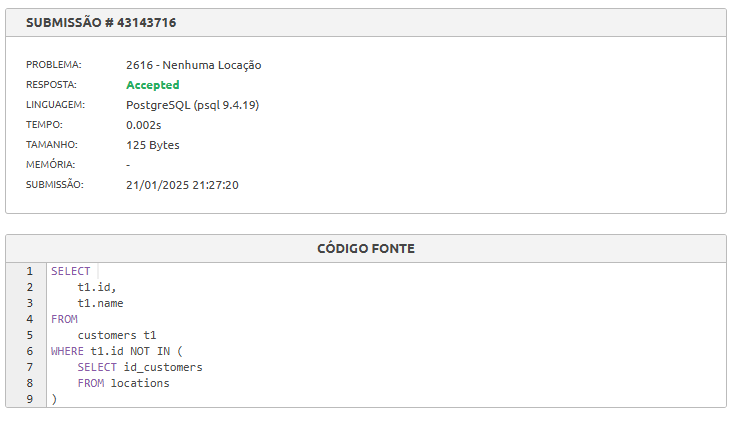 SUBMISSÃO # 43143716
PROBLEMA: 2616 - Nenhuma Locação
RESPOSTA: Accepted
LINGUAGEM: PostgreSQL (psql 9.4.19)
TEMPO: 0.002s
TAMANHO: 125 Bytes
MEMÓRIA: -
SUBMISSÃO: 21/01/2025 21:27:20
CÓDIGO FONTE
1 SELECT
2     t1.id,
3     t1.name
4 FROM
5     customers t1
6 WHERE t1.id NOT IN (
7     SELECT id_customers
8     FROM locations
9 )